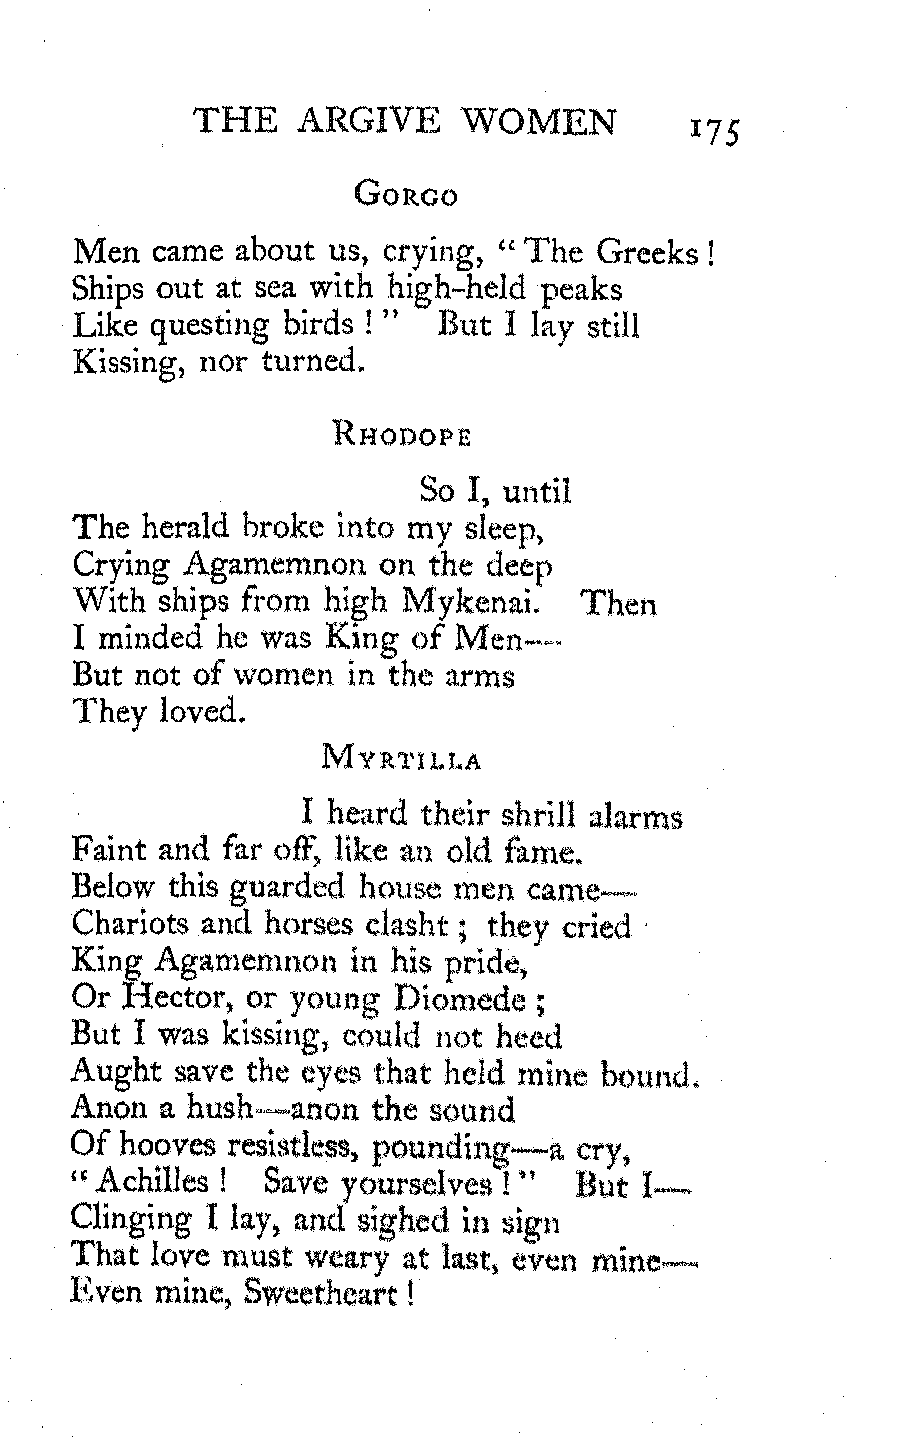 THE ARGIVE WOMEN 175
GORGO
Men came about us, crying, “ The Greeks !
Ships out at sea with high-held peaks
Like questing birds ! ” But I lay still
Kissing, nor turned.
RHODOPE
So I, until
The herald broke into my sleep,
Crying Agamemnon on the deep
With ships from high Mykenai. Then
I minded he was King of Men—
But not of women in the arms
They loved.
MYRTILLA
I heard their shrill alarms
Faint and far off, like an old fame.
Below this guarded house men came—
Chariots and horses clasht ; they cried
King Agamemnon in his pride,
Or Hector, or young Diomede ;
But I was kissing, could not heed
Aught save the eyes that held mine bound.
Anon a hush—anon the sound
Of hooves resistless, pounding—a cry,
“ Achilles ! Save yourselves ! ” But I—
Clinging I lay, and sighed in sign
That love must weary at last, even mine—
Even mine, Sweetheart !